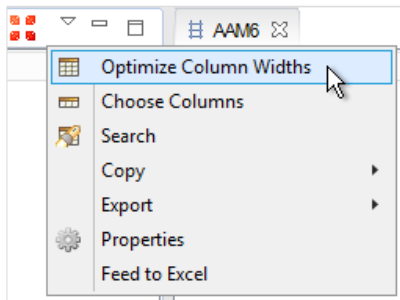 AAM6
Optimize Column Widths
Choose Columns
Search
Copy
Export
Properties
Feed to Excel